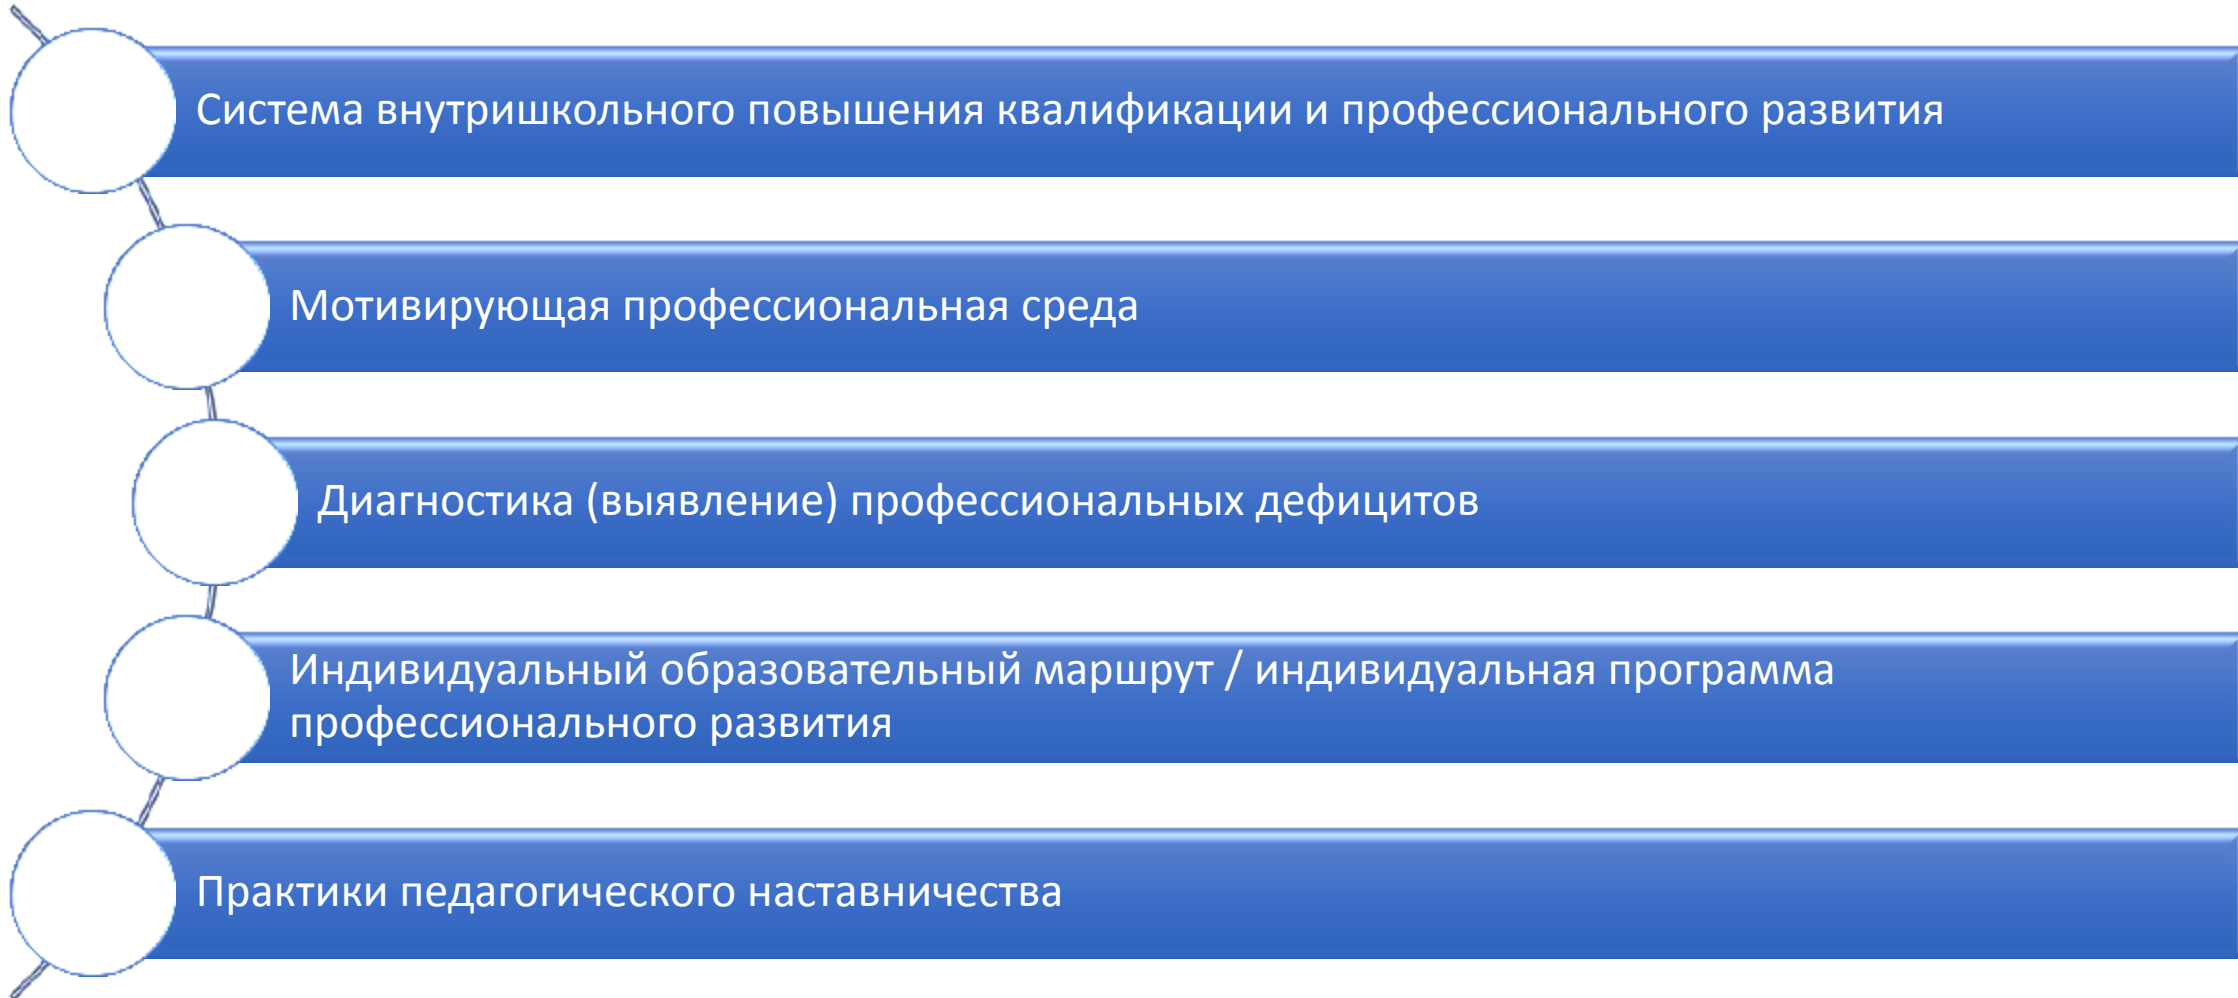 Система внутришкольного повышения квалификации и профессионального развития
Мотивирующая профессиональная среда
Диагностика (выявление) профессиональных дефицитов
Индивидуальный образовательный маршрут / индивидуальная программа
профессионального развития
Практики педагогического наставничества